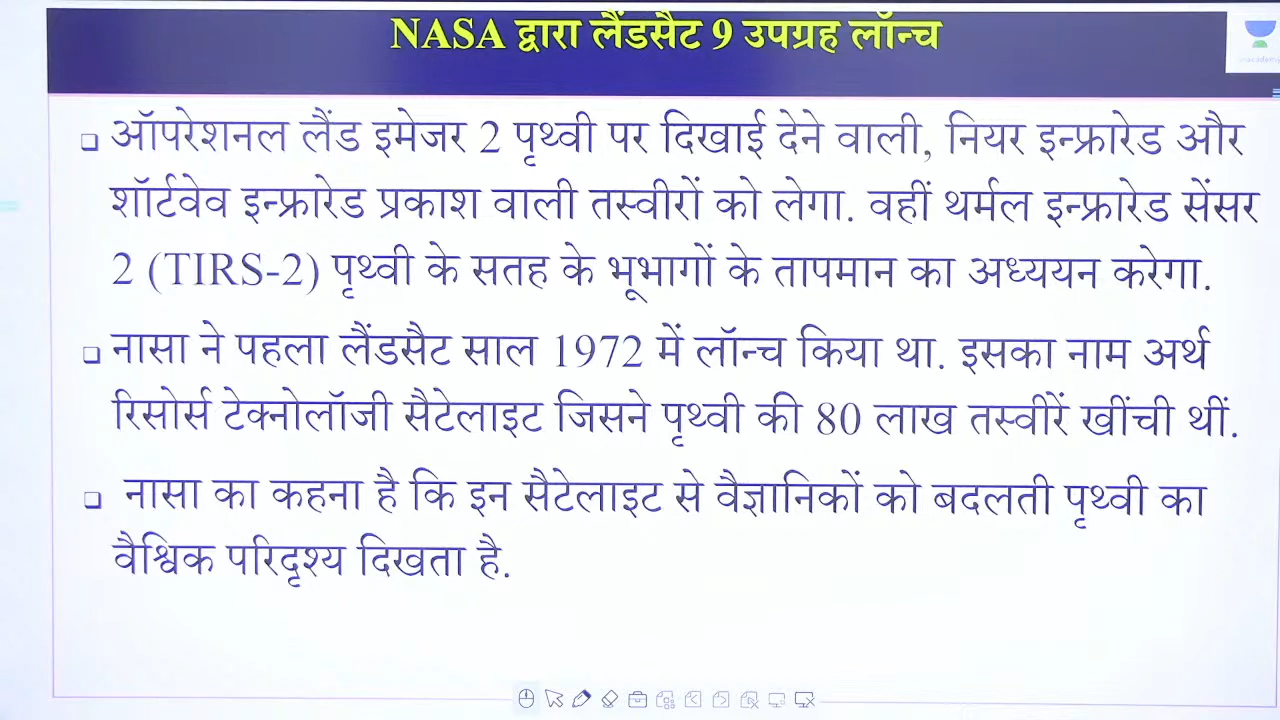 NASA द्वारा लैंडसैट 9 उपग्रह लॉन्च
ऑपरेशनल लैंड इमेजर 2 पृथ्वी पर दिखाई देने वाली, नियर इन्फ्रारेड और
शॉर्टवेव इन्फ्रारेड प्रकाश वाली तस्वीरों को लेगा. वहीं थर्मल इन्फ्रारेड सेंसर
2 (TIRS-2) पृथ्वी के सतह के भूभागों के तापमान का अध्ययन करेगा.
नासा ने पहला लैंडसैट साल 1972 में लॉन्च किया था. इसका नाम अर्थ
रिसोर्स टेक्नोलॉजी सैटेलाइट जिसने पृथ्वी की 80 लाख तस्वीरें खींची थीं.
नासा का कहना है कि इन सैटेलाइट से वैज्ञानिकों को बदलती पृथ्वी का
वैश्विक परिदृश्य दिखता है.